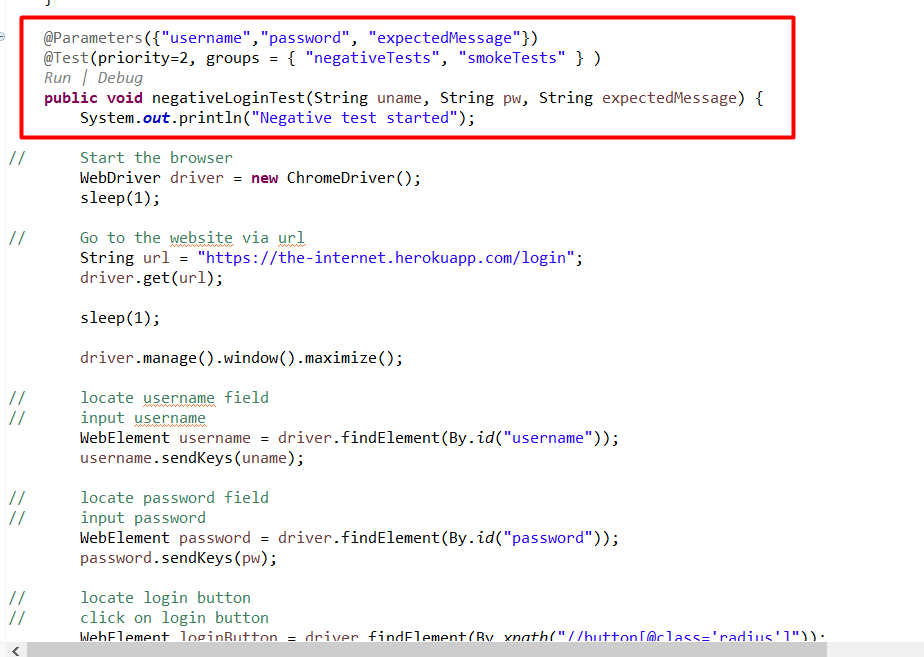 @Parameters({"username","password", "expectedMessage"})
@Test(priority=2, groups = { "negativeTests", "smokeTests" } )
Run | Debug
public void negativeLoginTest(String uname, String pw, String expectedMessage) {
System.out.println("Negative test started");
// Start the browser
WebDriver driver = new ChromeDriver();
sleep(1);
// Go to the website via url
String url = "https://the-internet.herokuapp.com/login";
driver.get(url);
sleep(1);
driver.manage().window().maximize();
// locate username field
// input username
WebElement username = driver.findElement(By.id("username"));
username.sendKeys(uname);
// locate password field
// input password
WebElement password = driver.findElement(By.id("password"));
password.sendKeys(pw);
// locate login button
// click on login button
WebElement loginButton = driver.findElement(By.xpath("//button[@class='radius']"));